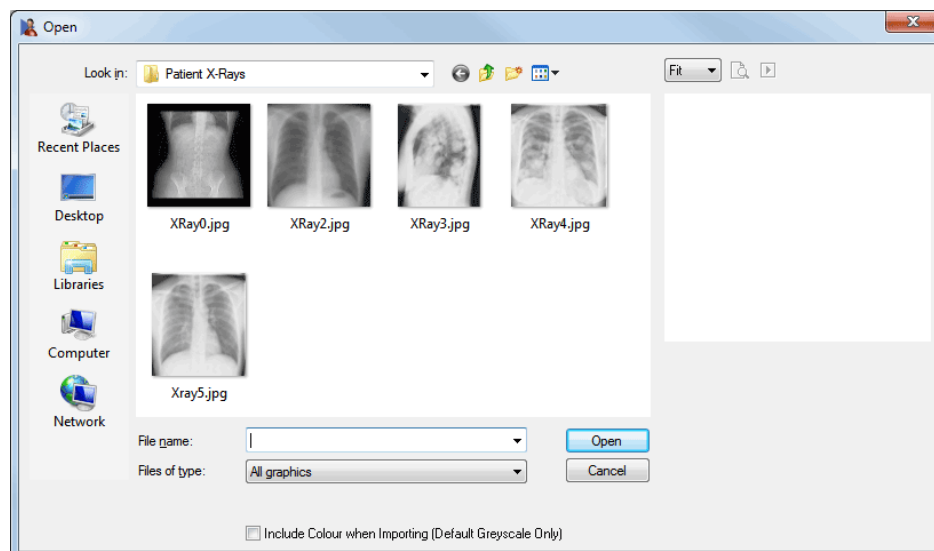 Open
Look in:
Patient X-Rays
Fit
Recent Places
Desktop
Libraries
Computer
Network
XRay0.jpg
XRay2.jpg
XRay3.jpg
XRay4.jpg
Xray5.jpg
File name:
Open
Files of type:
All graphics
Cancel
Include Colour when Importing (Default Greyscale Only)